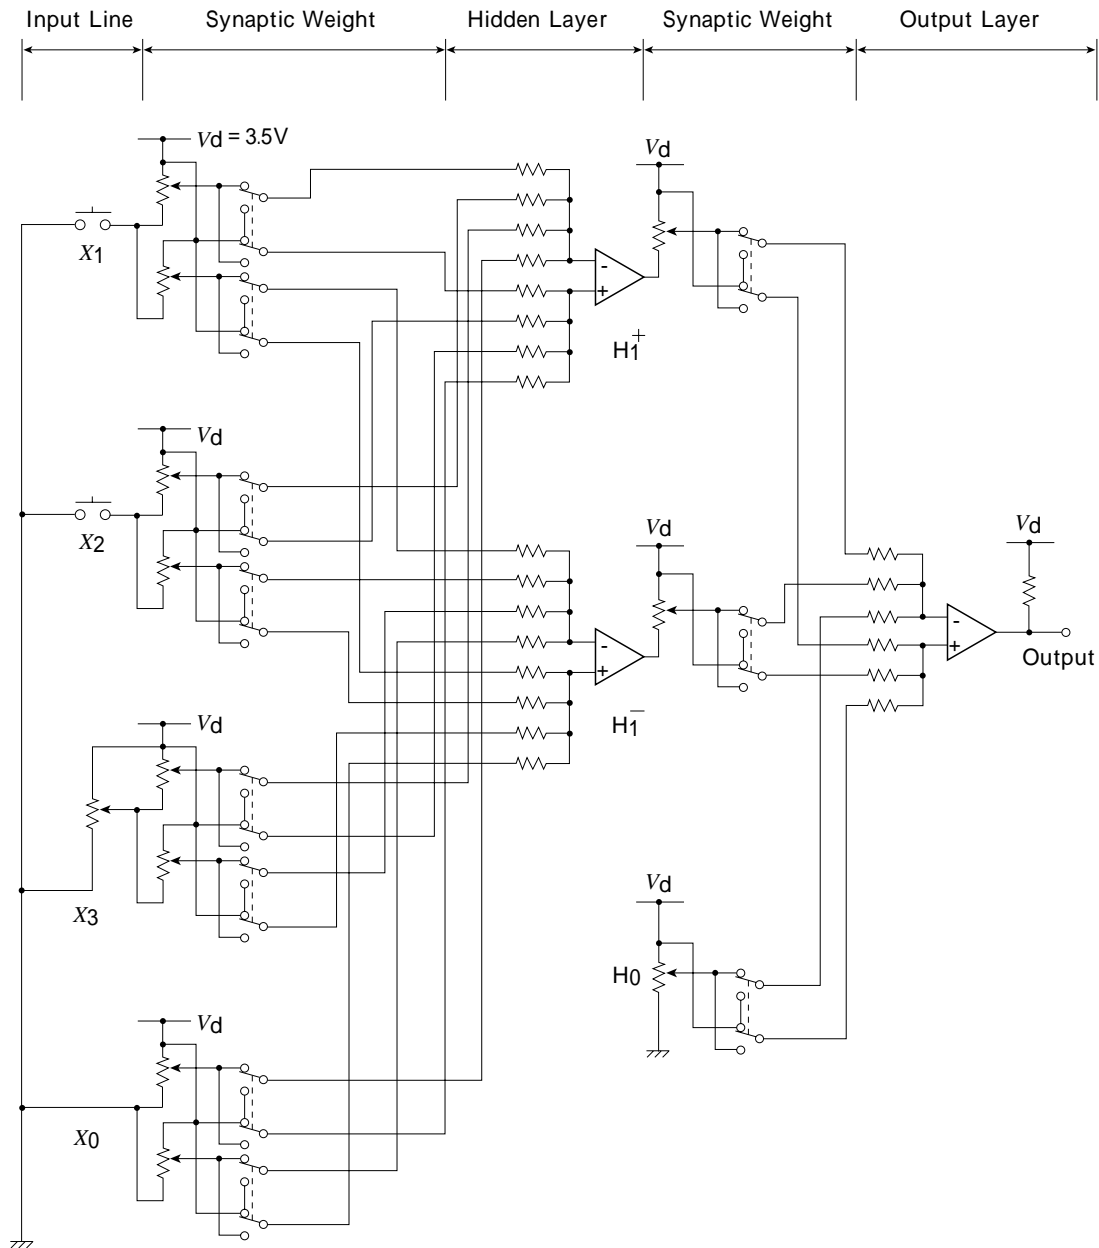 Input Line Synaptic Weight Hidden Layer Synaptic Weight Output Layer
Vd = 3.5V
Vd
X1
H1+
Vd
X2
Vd
Vd
Output
H1−
Vd
X3
Vd
H0
Vd
X0